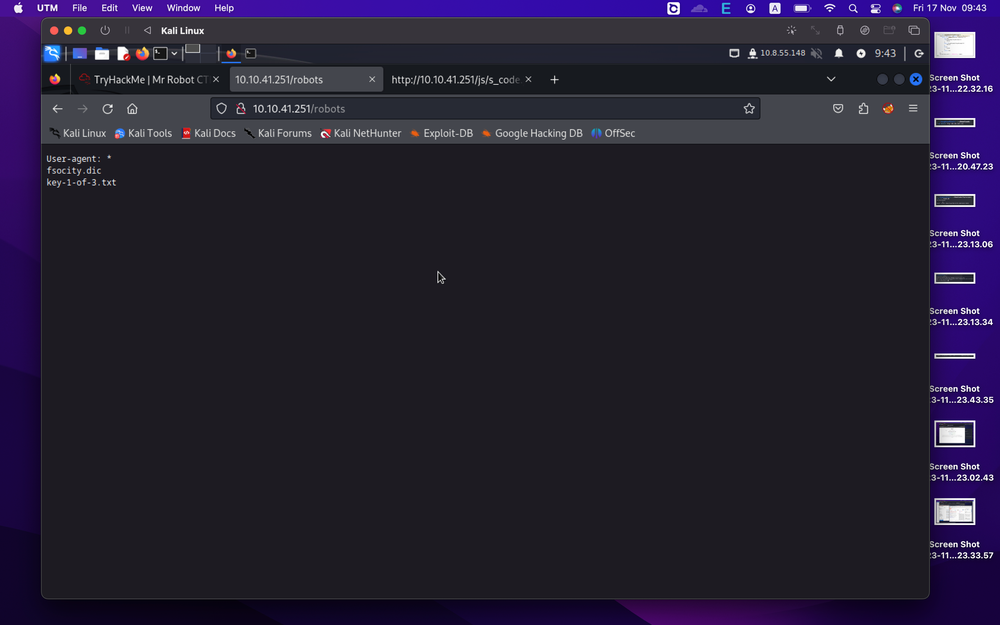 UTM File Edit View Window Help
E A Fri 17 Nov 09:43
Kali Linux
10.8.55.148 9:43
TryHackMe | Mr Robot CT
10.10.41.251/robots
http://10.10.41.251/js/s_code.
10.10.41.251/robots
Kali Linux Kali Tools Kali Docs Kali Forums Kali NetHunter Exploit-DB Google Hacking DB OffSec
User-agent: *
fsocity.dic
key-1-of-3.txt
Screen Shot
23-11...22.32.16
Screen Shot
23-11...20.47.23
Screen Shot
23-11...23.13.06
Screen Shot
23-11...23.13.34
Screen Shot
3-11...23.43.35
Screen Shot
3-11...23.02.43
Screen Shot
23-11...23.33.57